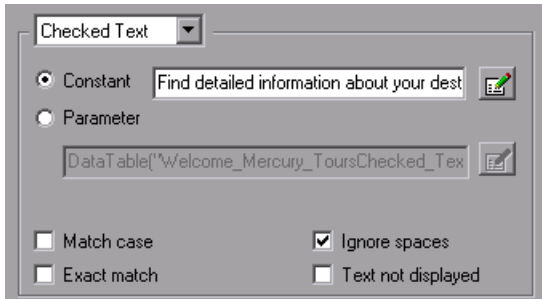 Checked Text
Constant Find detailed information about your dest
Parameter
DataTable("Welcome_Mercury_ToursChecked_Tex
Match case Ignore spaces
Exact match Text not displayed